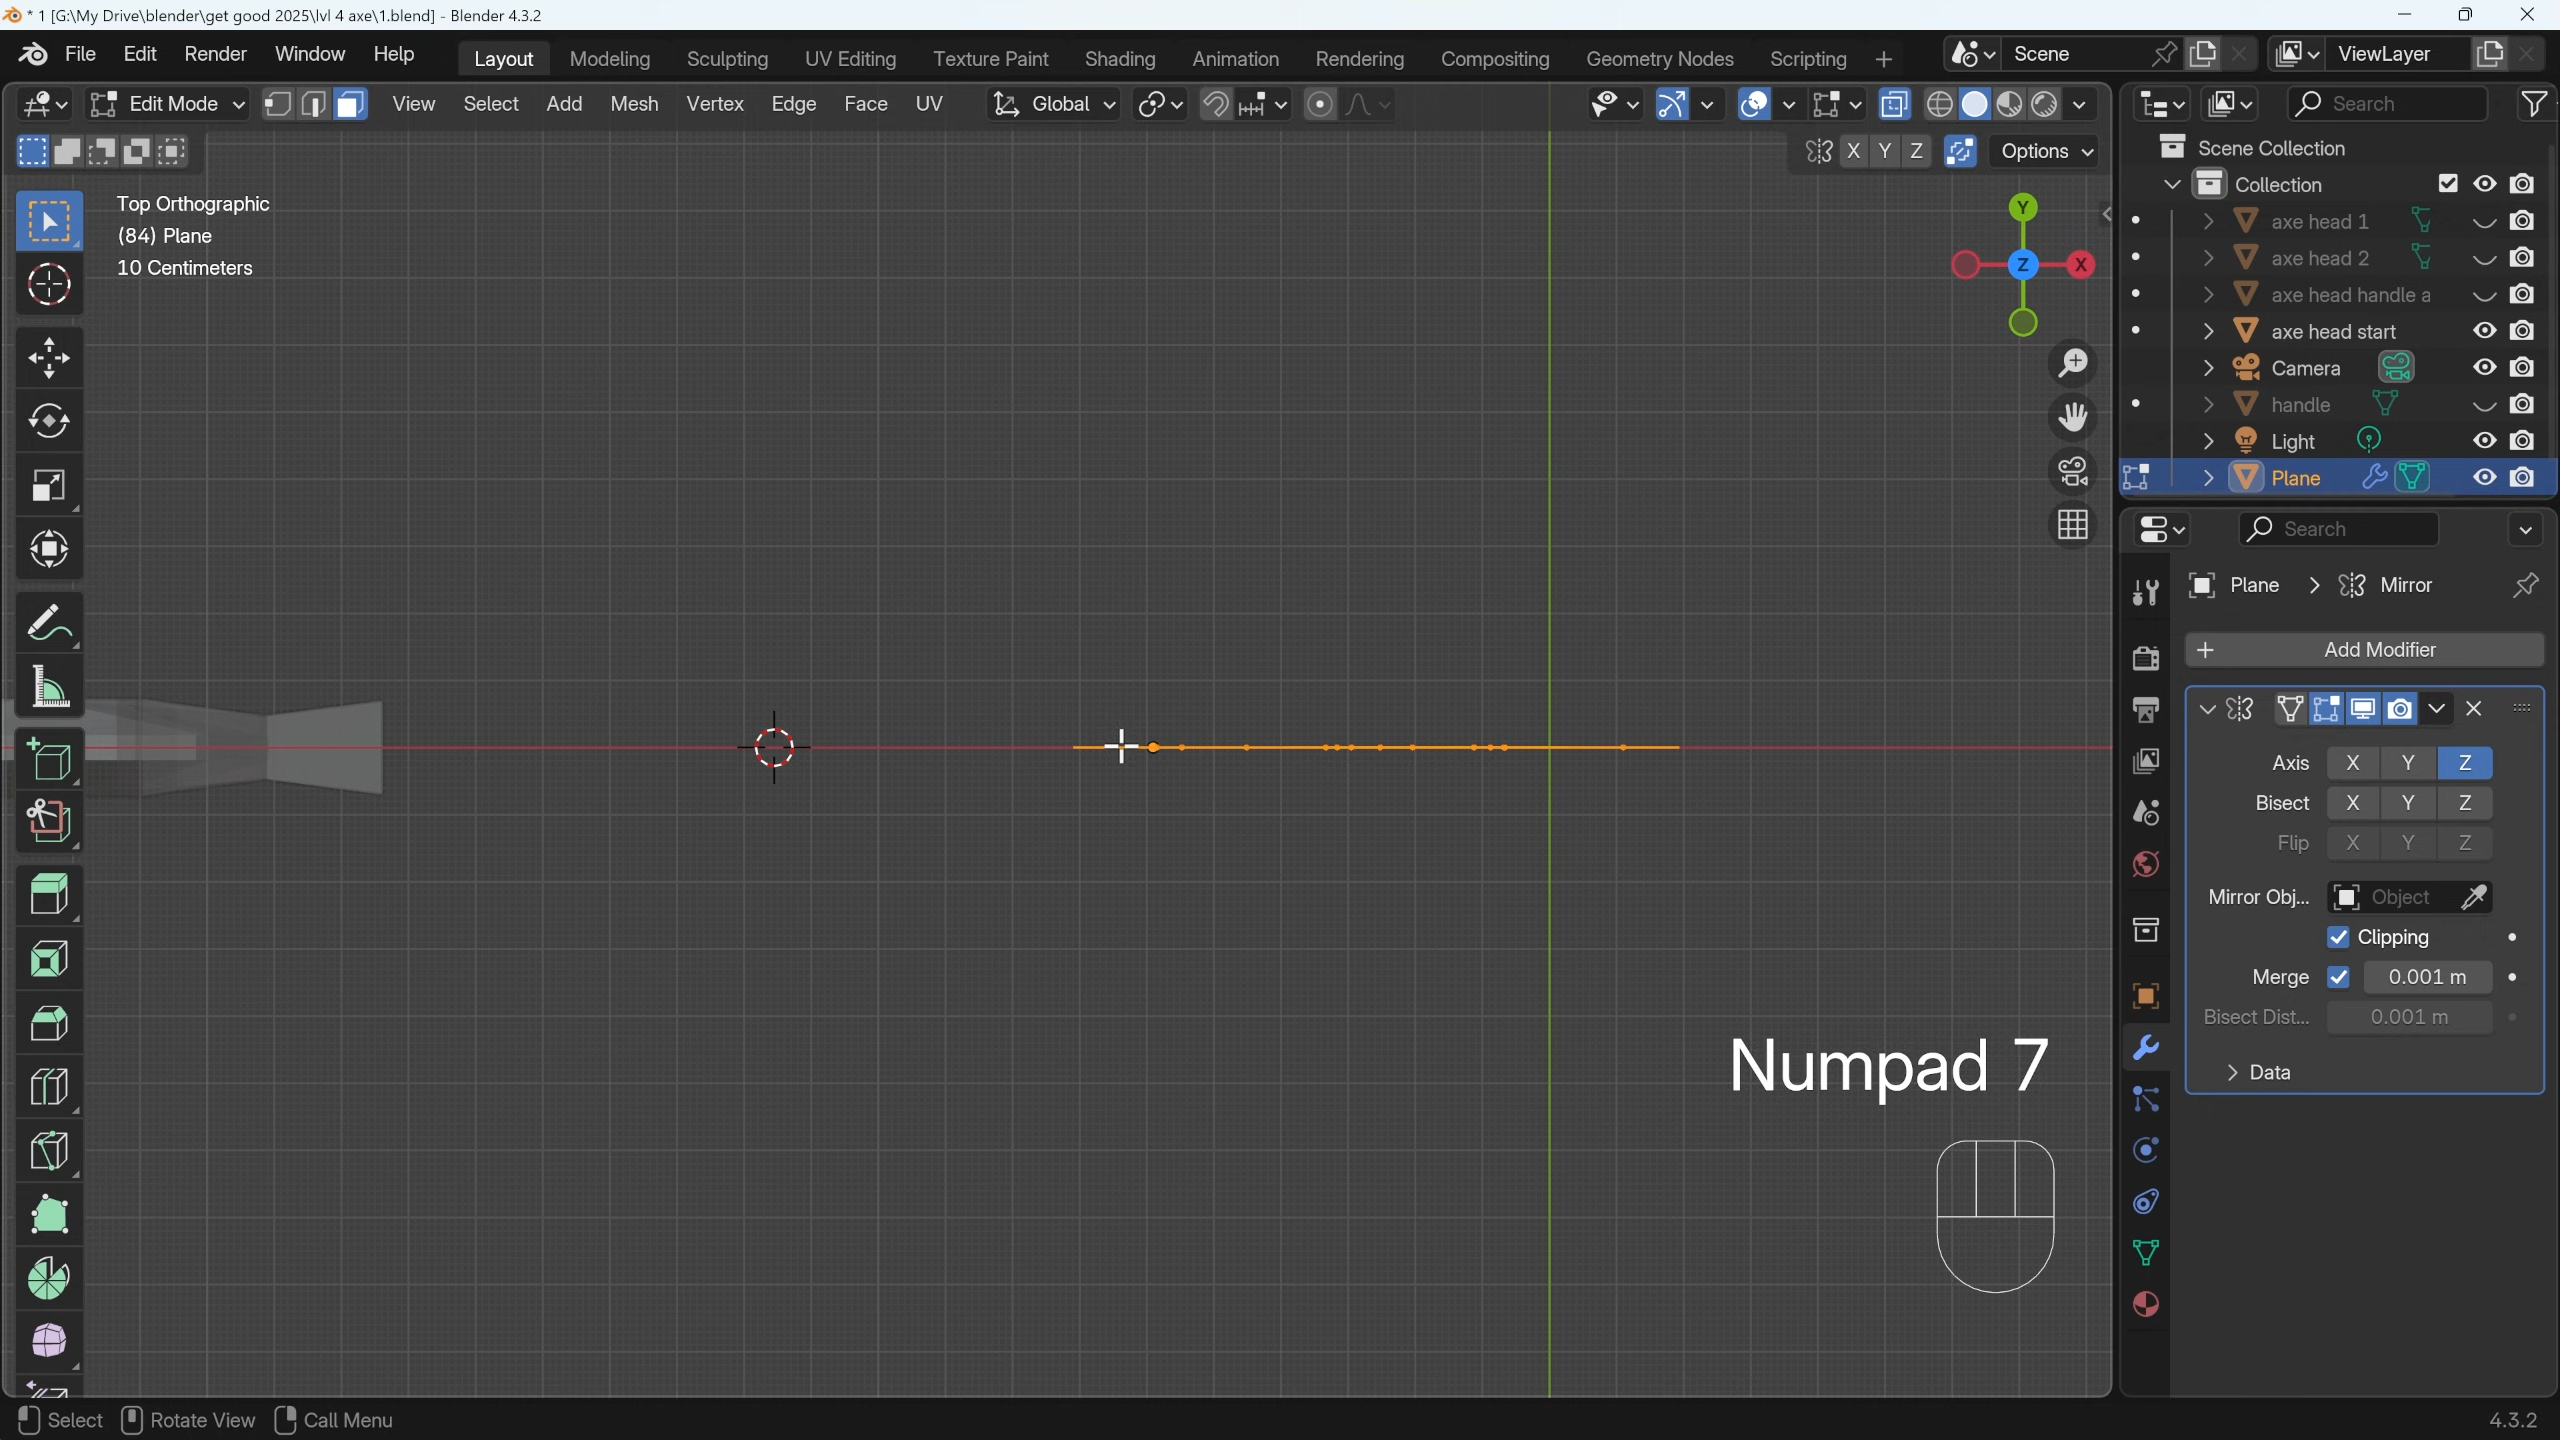 * 1 [G:\My Drive\blender\get good 2025\lvl 4 axe\1.blend] - Blender 4.3.2
File Edit Render Window Help
Layout Modeling Sculpting UV Editing Texture Paint Shading Animation Rendering Compositing Geometry Nodes Scripting +
Scene
ViewLayer
Edit Mode View Select Add Mesh Vertex Edge Face UV Global
Search
X Y Z Options
Top Orthographic
(84) Plane
10 Centimeters
Y
Z
X
Scene Collection
Collection
axe head 1
axe head 2
axe head handle a
axe head start
Camera
handle
Light
Plane
Search
Plane > Mirror
+ Add Modifier
Axis X Y Z
Bisect X Y Z
Flip X Y Z
Mirror Obj... Object
Clipping
Merge 0.001 m
Bisect Dist... 0.001 m
> Data
Numpad 7
Select Rotate View Call Menu
4.3.2